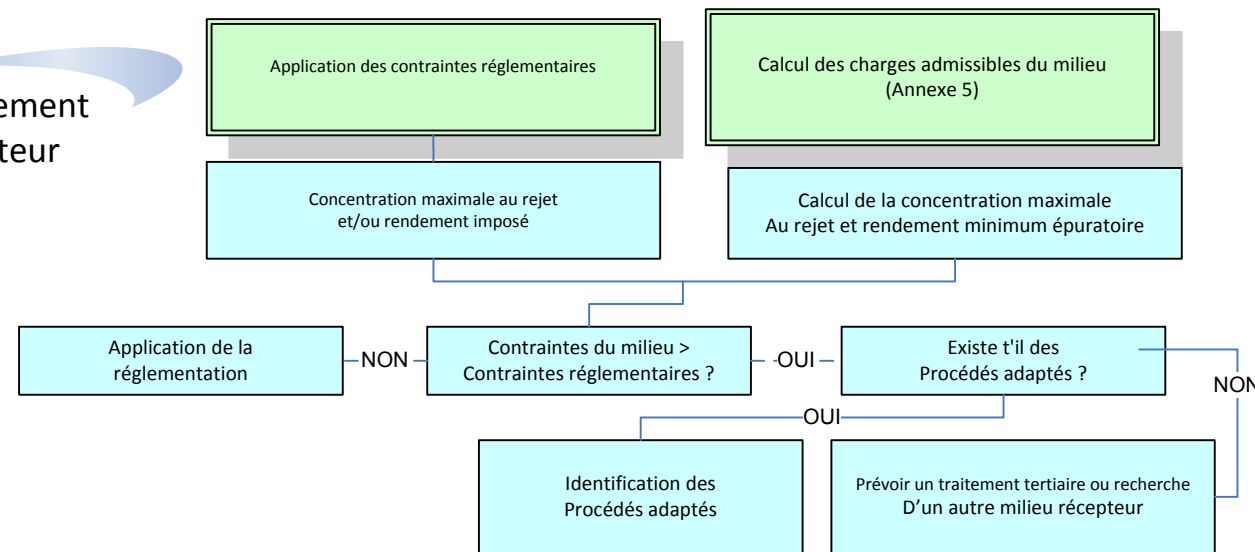 Application des contraintes réglementaires
Calcul des charges admissibles du milieu
(Annexe 5)
ement
teur
Concentration maximale au rejet
et/ou rendement imposé
Calcul de la concentration maximale
Au rejet et rendement minimum épuratoire
Application de la
réglementation
NON
Contraintes du milieu >
Contraintes réglementaires ?
OUI
Existe t'il des
Procédés adaptés ?
NON
OUI
Identification des
Procédés adaptés
Prévoir un traitement tertiaire ou recherche
D'un autre milieu récepteur